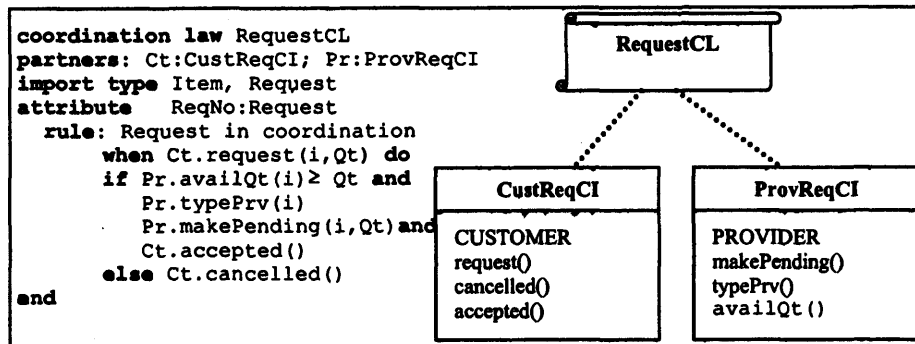 coordination law RequestCL
partners: Ct:CustReqCI; Pr:ProvReqCI
import type Item, Request
attribute ReqNo:Request
rule: Request in coordination
when Ct.request(i,Qt) do
if Pr.availQt(i)≥ Qt and
Pr.typePrv(i)
Pr.makePending(i,Qt)and
Ct.accepted()
else Ct.cancelled()
end
RequestCL
CustReqCI
CUSTOMER
request()
cancelled()
accepted()
ProvReqCI
PROVIDER
makePending()
typePrv()
availQt()